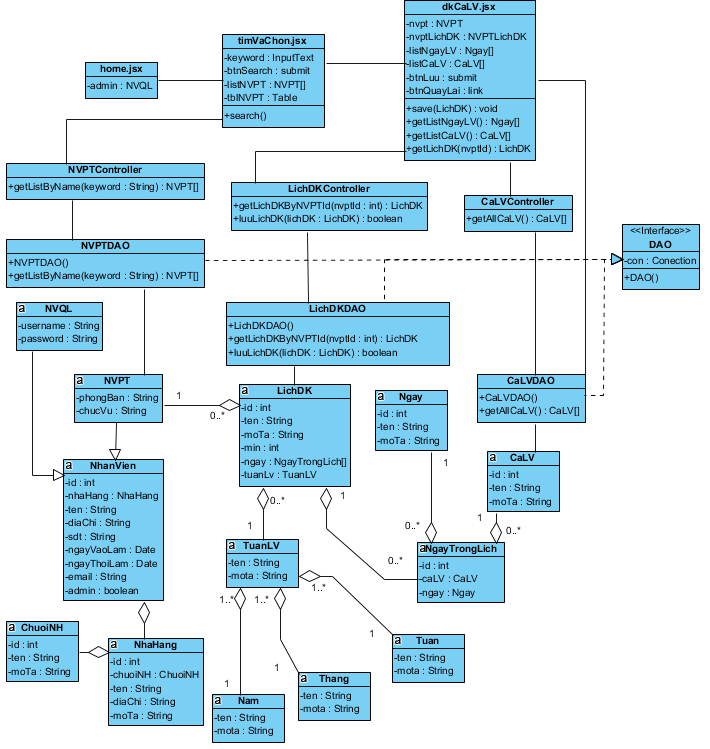 dkCaLV.jsx
-nvpt : NVPT
-nvptLichDK : NVPTLichDK
-listNgayLV : Ngay[]
-listCaLV : CaLV[]
-btnLuu : submit
-btnQuayLai : link
+save(LichDK) : void
+getListNgayLV() : Ngay[]
+getListCaLV() : CaLV[]
+getLichDK(nvptId) : LichDK
timVaChon.jsx
-keyword : InputText
-btnSearch : submit
-listNVPT : NVPT[]
-tblNVPT : Table
+search()
home.jsx
-admin : NVQL
NVPTController
+getListByName(keyword : String) : NVPT[]
LichDKController
+getLichDKByNVPTId(nvptId : int) : LichDK
+luuLichDK(lichDK : LichDK) : boolean
CaLVController
+getAllCaLV() : CaLV[]
<<Interface>>
DAO
-con : Conection
+DAO()
NVPTDAO
+NVPTDAO()
+getListByName(keyword : String) : NVPT[]
a
NVQL
-username : String
-password : String
LichDKDAO
+LichDKDAO()
+getLichDKByNVPTId(nvptId : int) : LichDK
+luuLichDK(lichDK : LichDK) : boolean
CaLVDAO
+CaLVDAO()
+getAllCaLV() : CaLV[]
a
NVPT
-phongBan : String
-chucVu : String
1
0..*
a
LichDK
-id : int
-ten : String
-moTa : String
-min : int
-ngay : NgayTrongLich[]
-tuanLv : TuanLV
a
Ngay
-id : int
-ten : String
-moTa : String
a
CaLV
-id : int
-ten : String
-moTa : String
a
NhanVien
-id : int
-nhaHang : NhaHang
-ten : String
-diaChi : String
-sdt : String
-ngayVaoLam : Date
-ngayThoiLam : Date
-email : String
-admin : boolean
0..*
1
1
1
1
0..*
0..*
0..*
a
TuanLV
-ten : String
-mota : String
a
NgayTrongLich
-id : int
-caLV : CaLV
-ngay : Ngay
1..*
1..*
1..*
1
1
1
a
ChuoiNH
-id : int
-ten : String
-moTa : String
a
NhaHang
-id : int
-chuoiNH : ChuoiNH
-ten : String
-diaChi : String
-moTa : String
a
Tuan
-ten : String
-mota : String
a
Thang
-ten : String
-mota : String
a
Nam
-ten : String
-mota : String